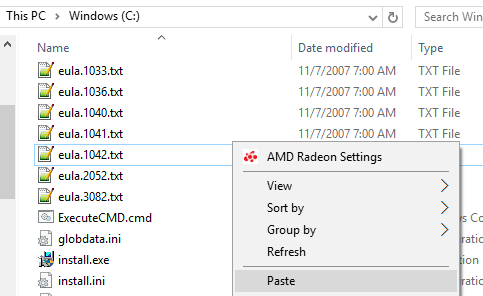 This PC > Windows (C:)
Search Win
Name Date modified Type
eula.1033.txt 11/7/2007 7:00 AM TXT File
eula.1036.txt 11/7/2007 7:00 AM TXT File
eula.1040.txt 11/7/2007 7:00 AM TXT File
eula.1041.txt 11/7/2007 7:00 AM TXT File
eula.1042.txt
AMD Radeon Settings
eula.2052.txt
View
eula.3082.txt
Sort by
ExecuteCMD.cmd
Group by
globdata.ini
Refresh
install.exe
install.ini
Paste